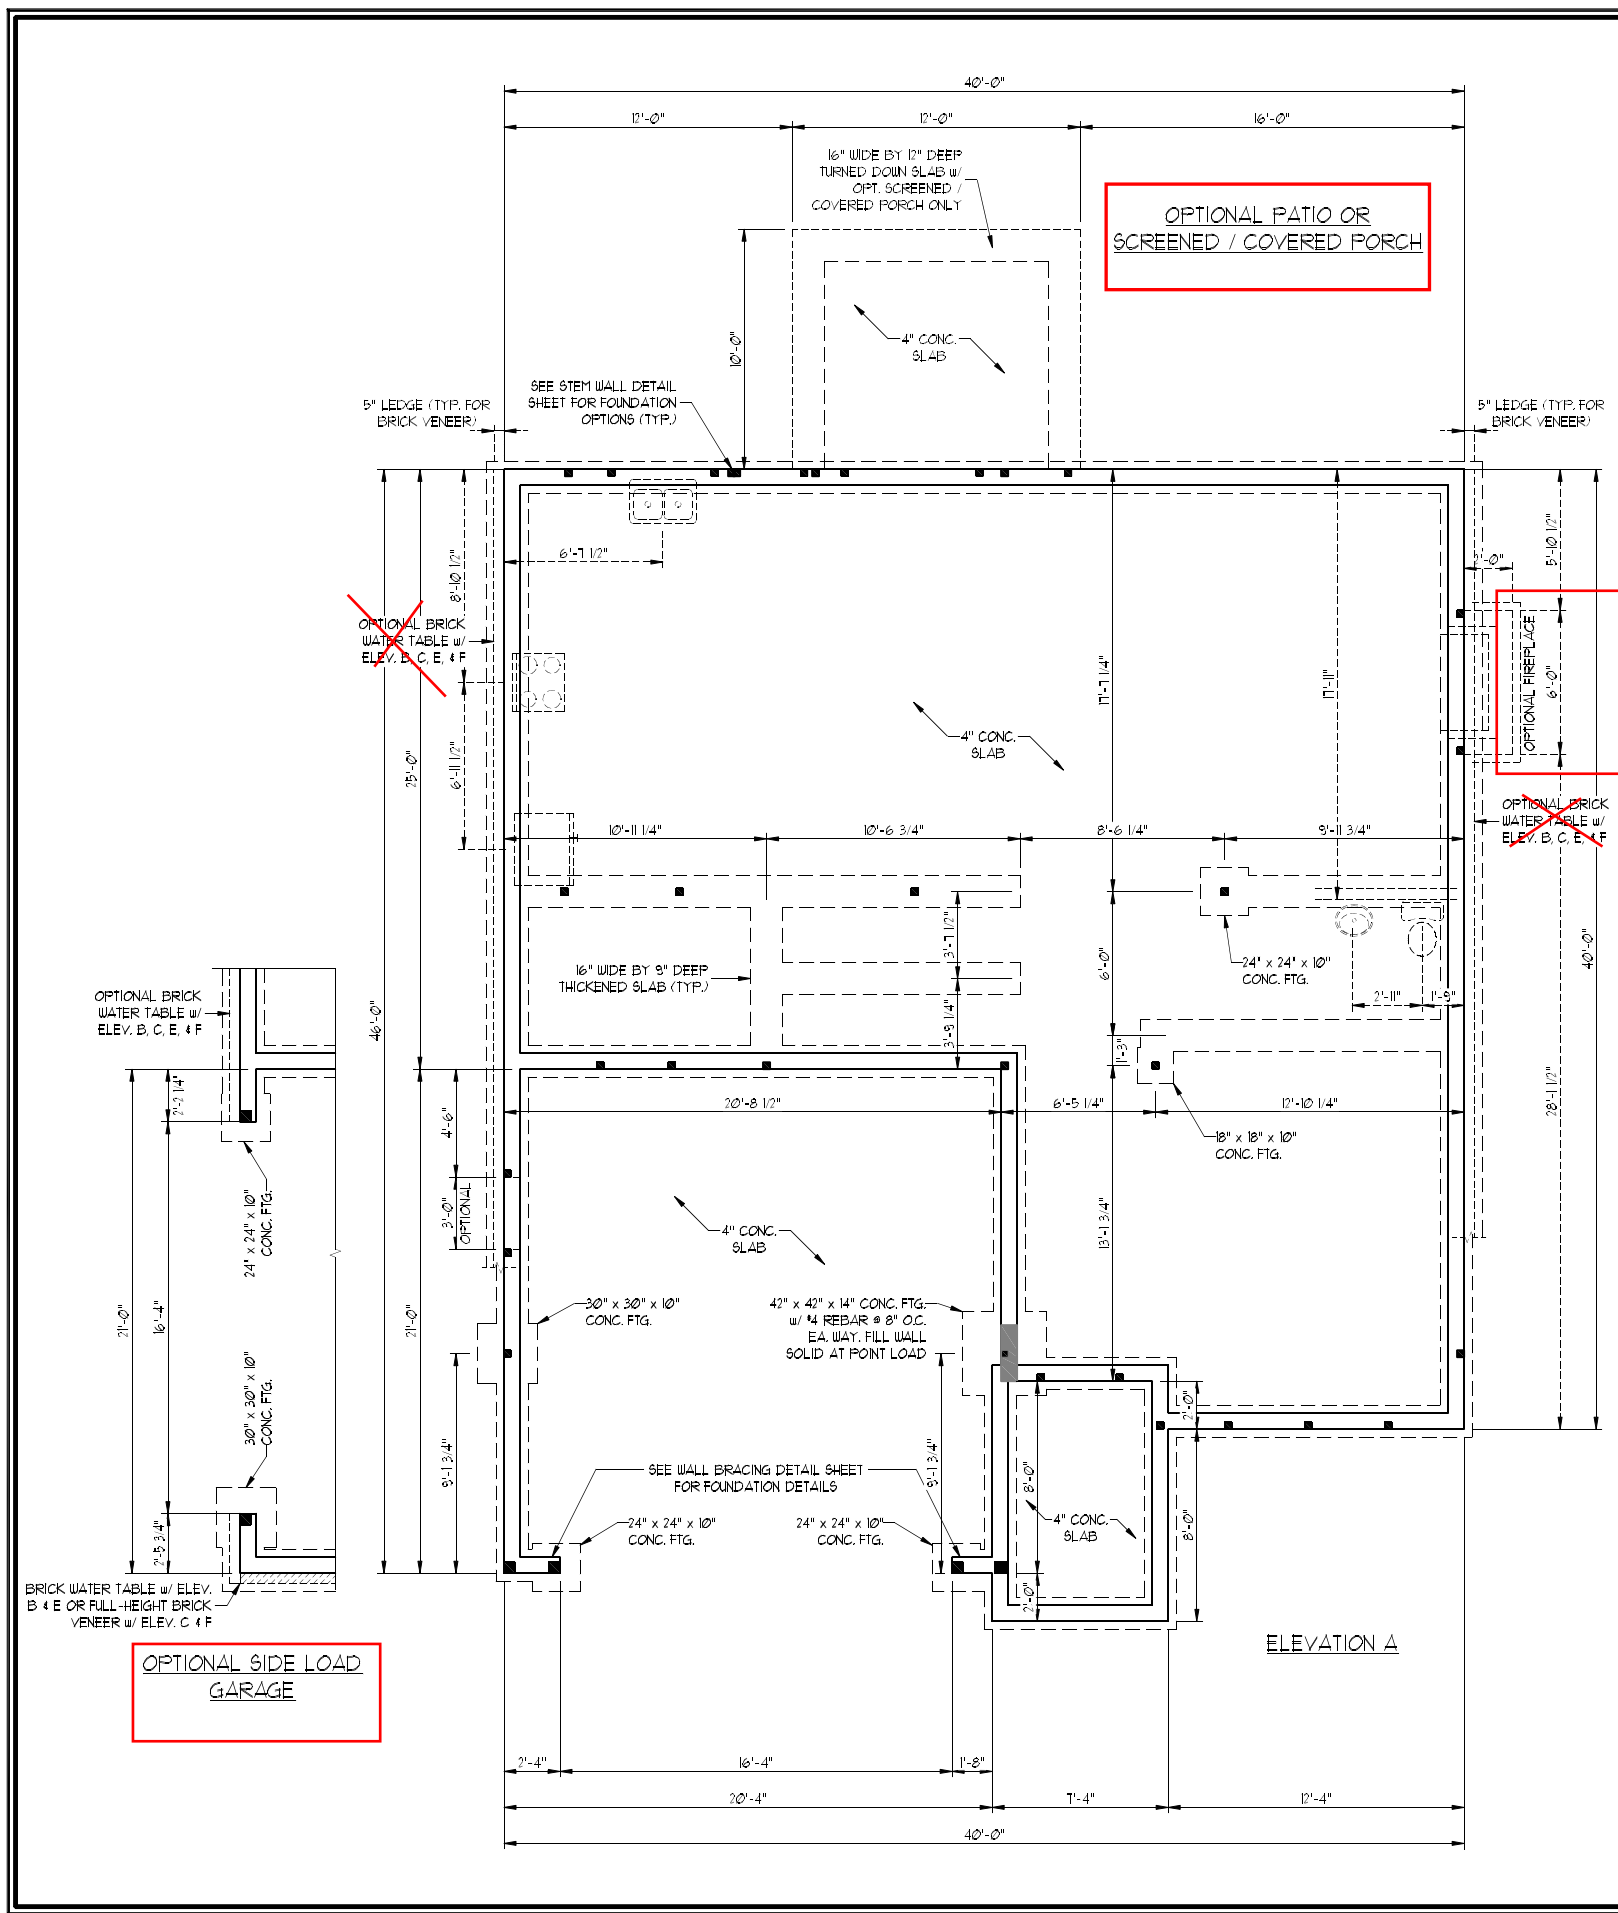 40'-0"
12'-0"
12'-0"
16'-0"
16" WIDE BY 12" DEEP
TURNED DOWN SLAB w/
OPT. SCREENED /
COVERED PORCH ONLY
OPTIONAL PATIO OR
SCREENED / COVERED PORCH
10'-0"
4" CONC.
SLAB
SEE STEM WALL DETAIL
SHEET FOR FOUNDATION
OPTIONS (TYP.)
5" LEDGE (TYP. FOR
BRICK VENEER)
5" LEDGE (TYP. FOR
BRICK VENEER)
6'-7 1/2"
8'-10 1/2"
OPTIONAL BRICK
WATER TABLE w/
ELEV. B, C, E, & F
6'-11 1/2"
25'-0"
46'-0"
17'-7 1/4"
17'-11"
2'-0"
5'-10 1/2"
OPTIONAL FIREPLACE
6'-0"
4" CONC.
SLAB
OPTIONAL BRICK
WATER TABLE w/
ELEV. B, C, E, & F
10'-11 1/4"
10'-6 3/4"
8'-6 1/4"
9'-11 3/4"
40'-0"
3'-7 1/2"
6'-0"
16" WIDE BY 8" DEEP
THICKENED SLAB (TYP.)
24" x 24" x 10"
CONC. FTG.
2'-11"
1'-9"
3'-9 1/4"
1'-3"
OPTIONAL BRICK
WATER TABLE w/
ELEV. B, C, E, & F
2'-2 1/4"
20'-8 1/2"
6'-5 1/4"
12'-10 1/4"
28'-1 1/2"
4'-6"
18" x 18" x 10"
CONC. FTG.
24" x 24" x 10"
CONC. FTG.
3'-0"
OPTIONAL
4" CONC.
SLAB
13'-1 3/4"
21'-0"
16'-4"
21'-0"
30" x 30" x 10"
CONC. FTG.
42" x 42" x 14" CONC. FTG.
w/ #4 REBAR @ 8" O.C.
EA. WAY. FILL WALL
SOLID AT POINT LOAD
30" x 30" x 10"
CONC. FTG.
2'-0"
9'-1 3/4"
9'-1 3/4"
SEE WALL BRACING DETAIL SHEET
FOR FOUNDATION DETAILS
8'-0"
24" x 24" x 10"
CONC. FTG.
24" x 24" x 10"
CONC. FTG.
4" CONC.
SLAB
8'-0"
2'-5 3/4"
BRICK WATER TABLE w/ ELEV.
B & E OR FULL-HEIGHT BRICK
VENEER w/ ELEV. C & F
2'-0"
ELEVATION A
OPTIONAL SIDE LOAD
GARAGE
2'-4"
16'-4"
1'-8"
20'-4"
7'-4"
12'-4"
40'-0"